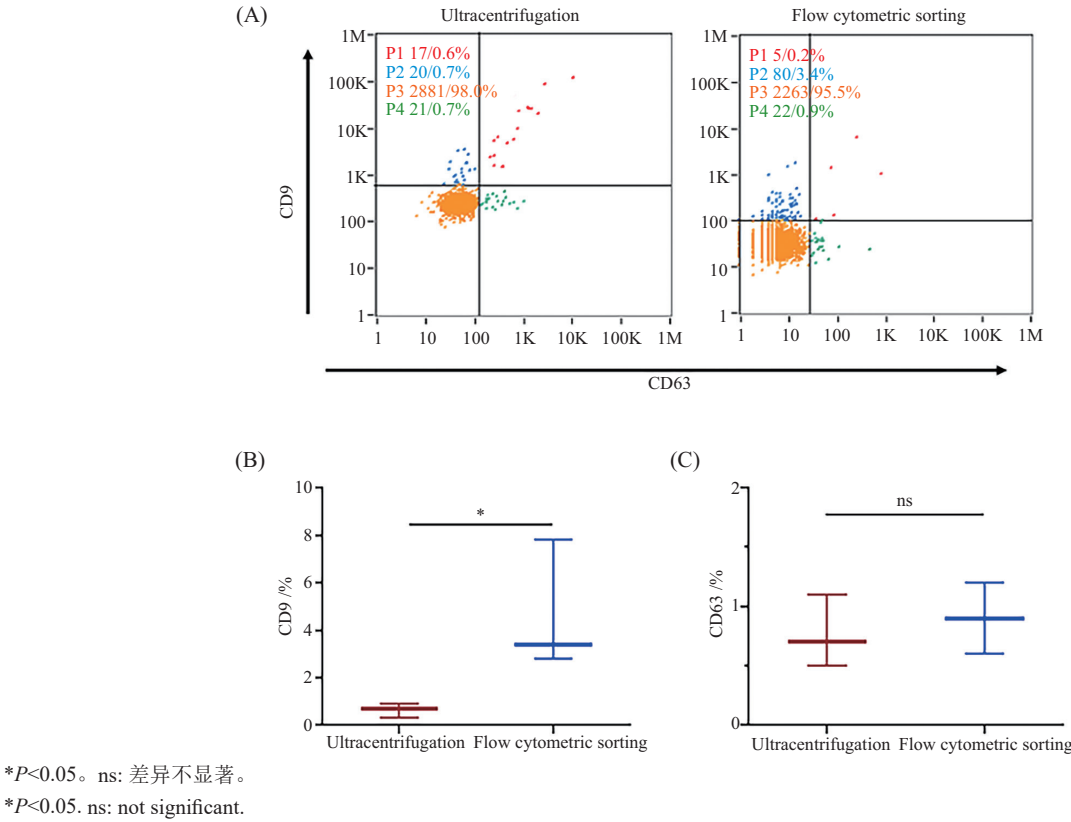 (A)
Ultracentrifugation
Flow cytometric sorting
CD9
1M
100K
10K
1K
100
10
1
P1 17/0.6%
P2 20/0.7%
P3 2881/98.0%
P4 21/0.7%
1 10 100 1K 10K 100K 1M
1M
100K
10K
1K
100
10
1
P1 5/0.2%
P2 80/3.4%
P3 2263/95.5%
P4 22/0.9%
1 10 100 1K 10K 100K 1M
CD63
(B)
CD9 /%
10
8
6
4
2
0
*
Ultracentrifugation Flow cytometric sorting
(C)
CD63 /%
2
1
0
ns
Ultracentrifugation Flow cytometric sorting
*P<0.05。ns: 差异不显著。
*P<0.05. ns: not significant.